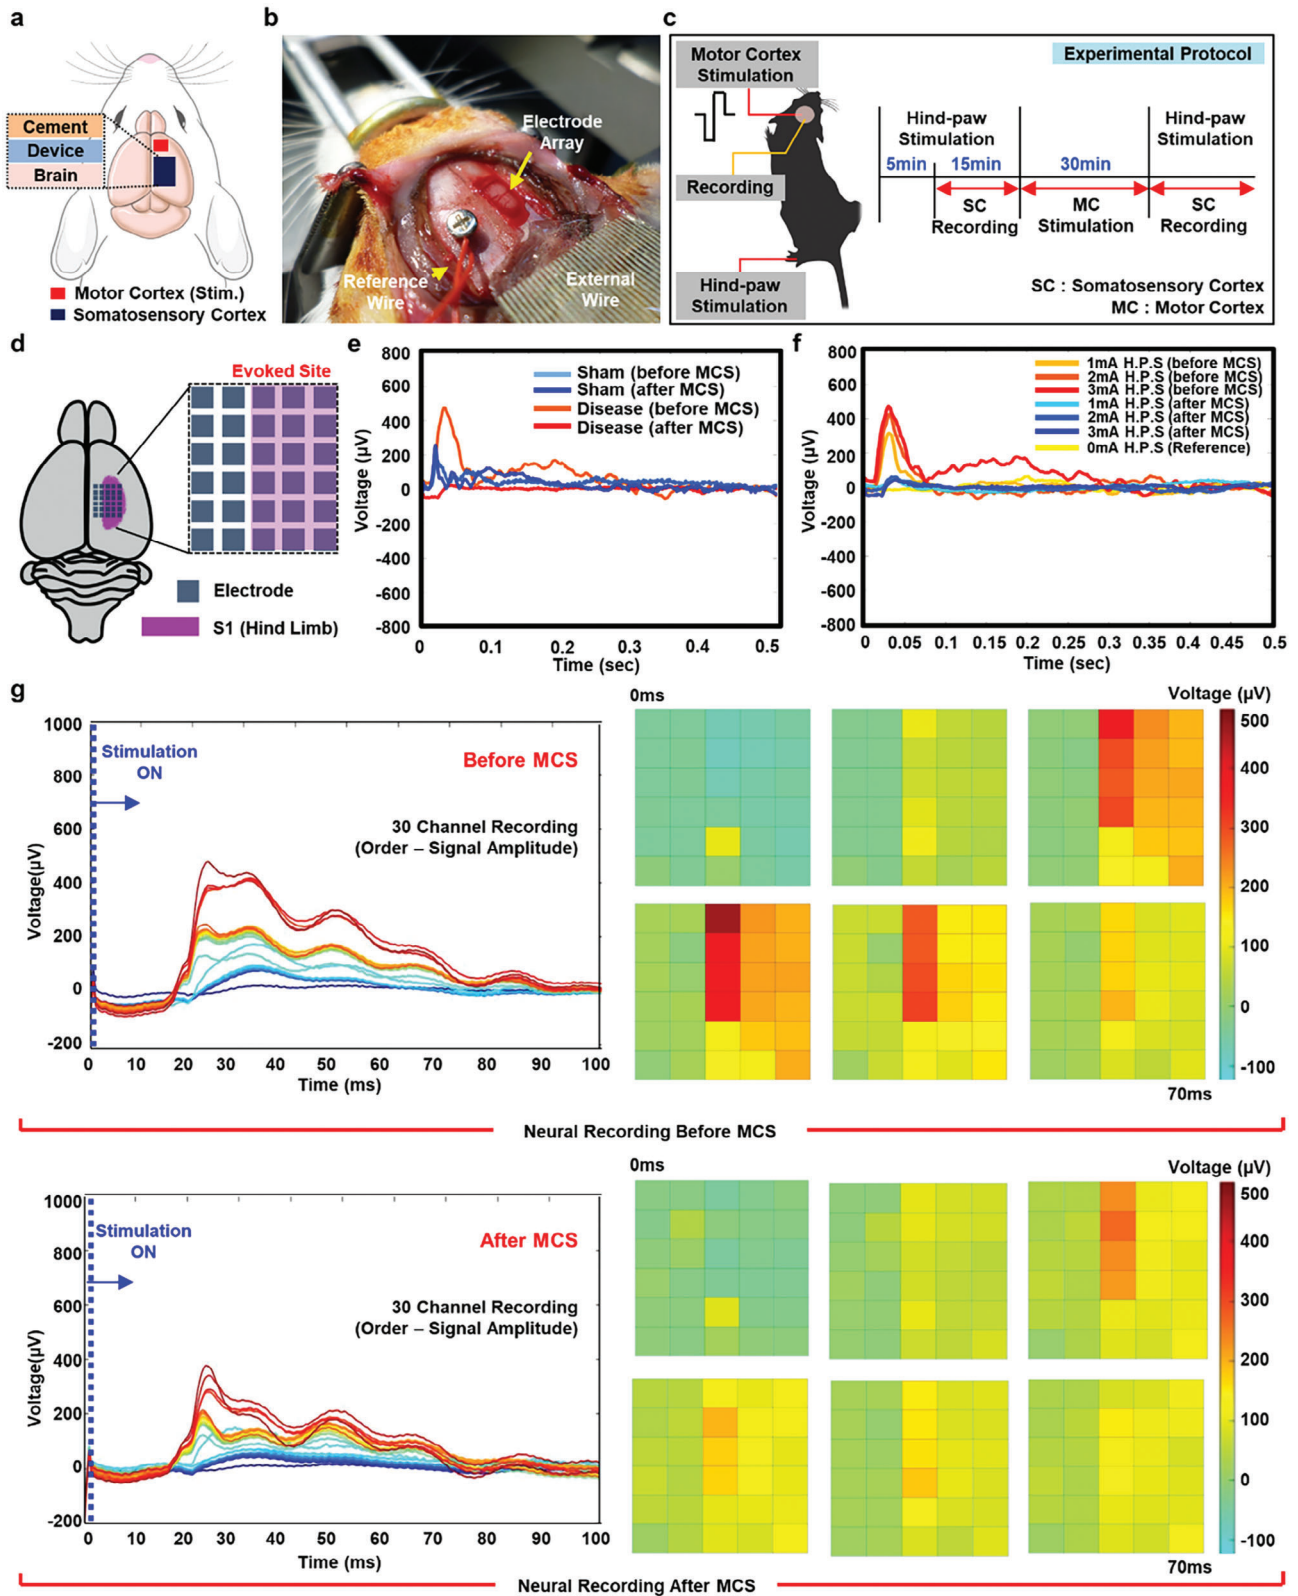 a
Cement
Device
Brain
Motor Cortex (Stim.)
Somatosensory Cortex
b
Electrode
Array
Reference
Wire
External
Wire
c
Experimental Protocol
Motor Cortex
Stimulation
Recording
Hind-paw
Stimulation
Hind-paw
Stimulation
Hind-paw
Stimulation
5min 15min 30min
SC
Recording
MC
Stimulation
SC
Recording
SC : Somatosensory Cortex
MC : Motor Cortex
d
Evoked Site
Electrode
S1 (Hind Limb)
e
Voltage (µV)
800
600
400
200
0
-200
-400
-600
-800
Sham (before MCS)
Sham (after MCS)
Disease (before MCS)
Disease (after MCS)
0 0.1 0.2 0.3 0.4 0.5
Time (sec)
f
Voltage (µV)
800
600
400
200
0
-200
-400
-600
-800
1mA H.P.S (before MCS)
2mA H.P.S (before MCS)
3mA H.P.S (before MCS)
1mA H.P.S (after MCS)
2mA H.P.S (after MCS)
3mA H.P.S (after MCS)
0mA H.P.S (Reference)
0 0.05 0.1 0.15 0.2 0.25 0.3 0.35 0.4 0.45 0.5
Time (sec)
g
Voltage(µV)
1000
800
600
400
200
0
-200
Stimulation
ON
Before MCS
30 Channel Recording
(Order – Signal Amplitude)
0 10 20 30 40 50 60 70 80 90 100
Time (ms)
0ms
Voltage (µV)
500
400
300
200
100
0
-100
70ms
Neural Recording Before MCS
Voltage(µV)
1000
800
600
400
200
0
-200
Stimulation
ON
After MCS
30 Channel Recording
(Order – Signal Amplitude)
0 10 20 30 40 50 60 70 80 90 100
Time (ms)
0ms
Voltage (µV)
500
400
300
200
100
0
-100
70ms
Neural Recording After MCS